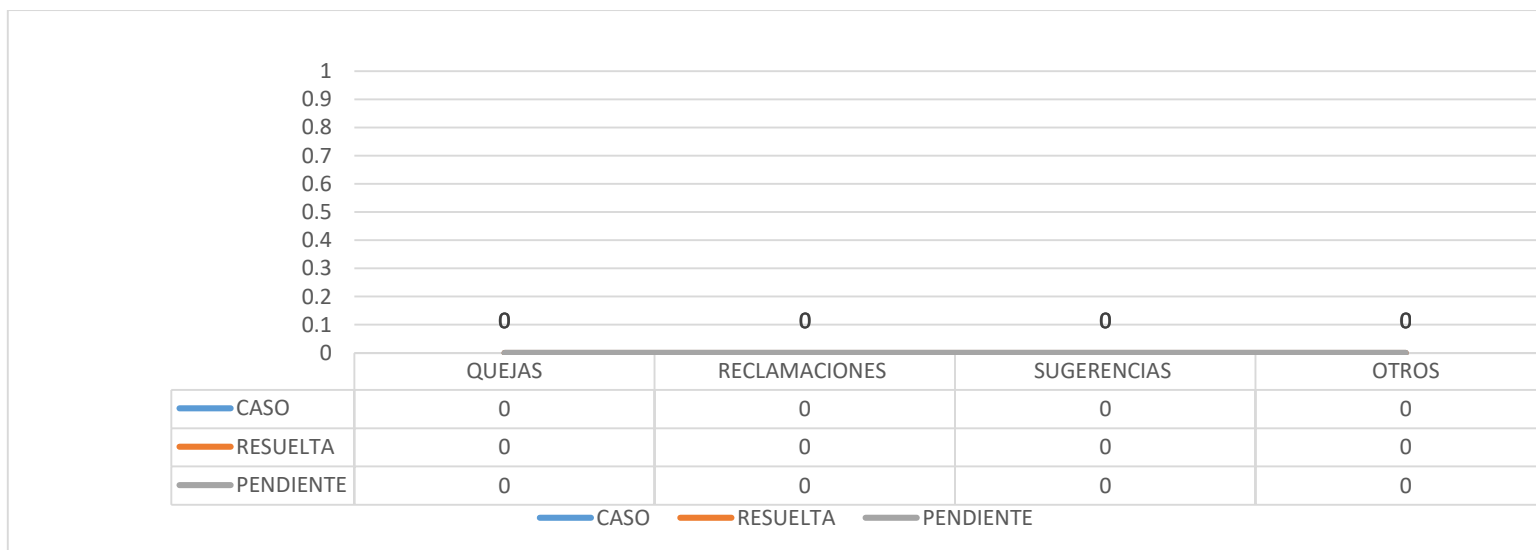 1
0.9
0.8
0.7
0.6
0.5
0.4
0.3
0.2
0.1
0
0 0 0 0
QUEJAS RECLAMACIONES SUGERENCIAS OTROS
CASO 0 0 0 0
RESUELTA 0 0 0 0
PENDIENTE 0 0 0 0
CASO RESUELTA PENDIENTE